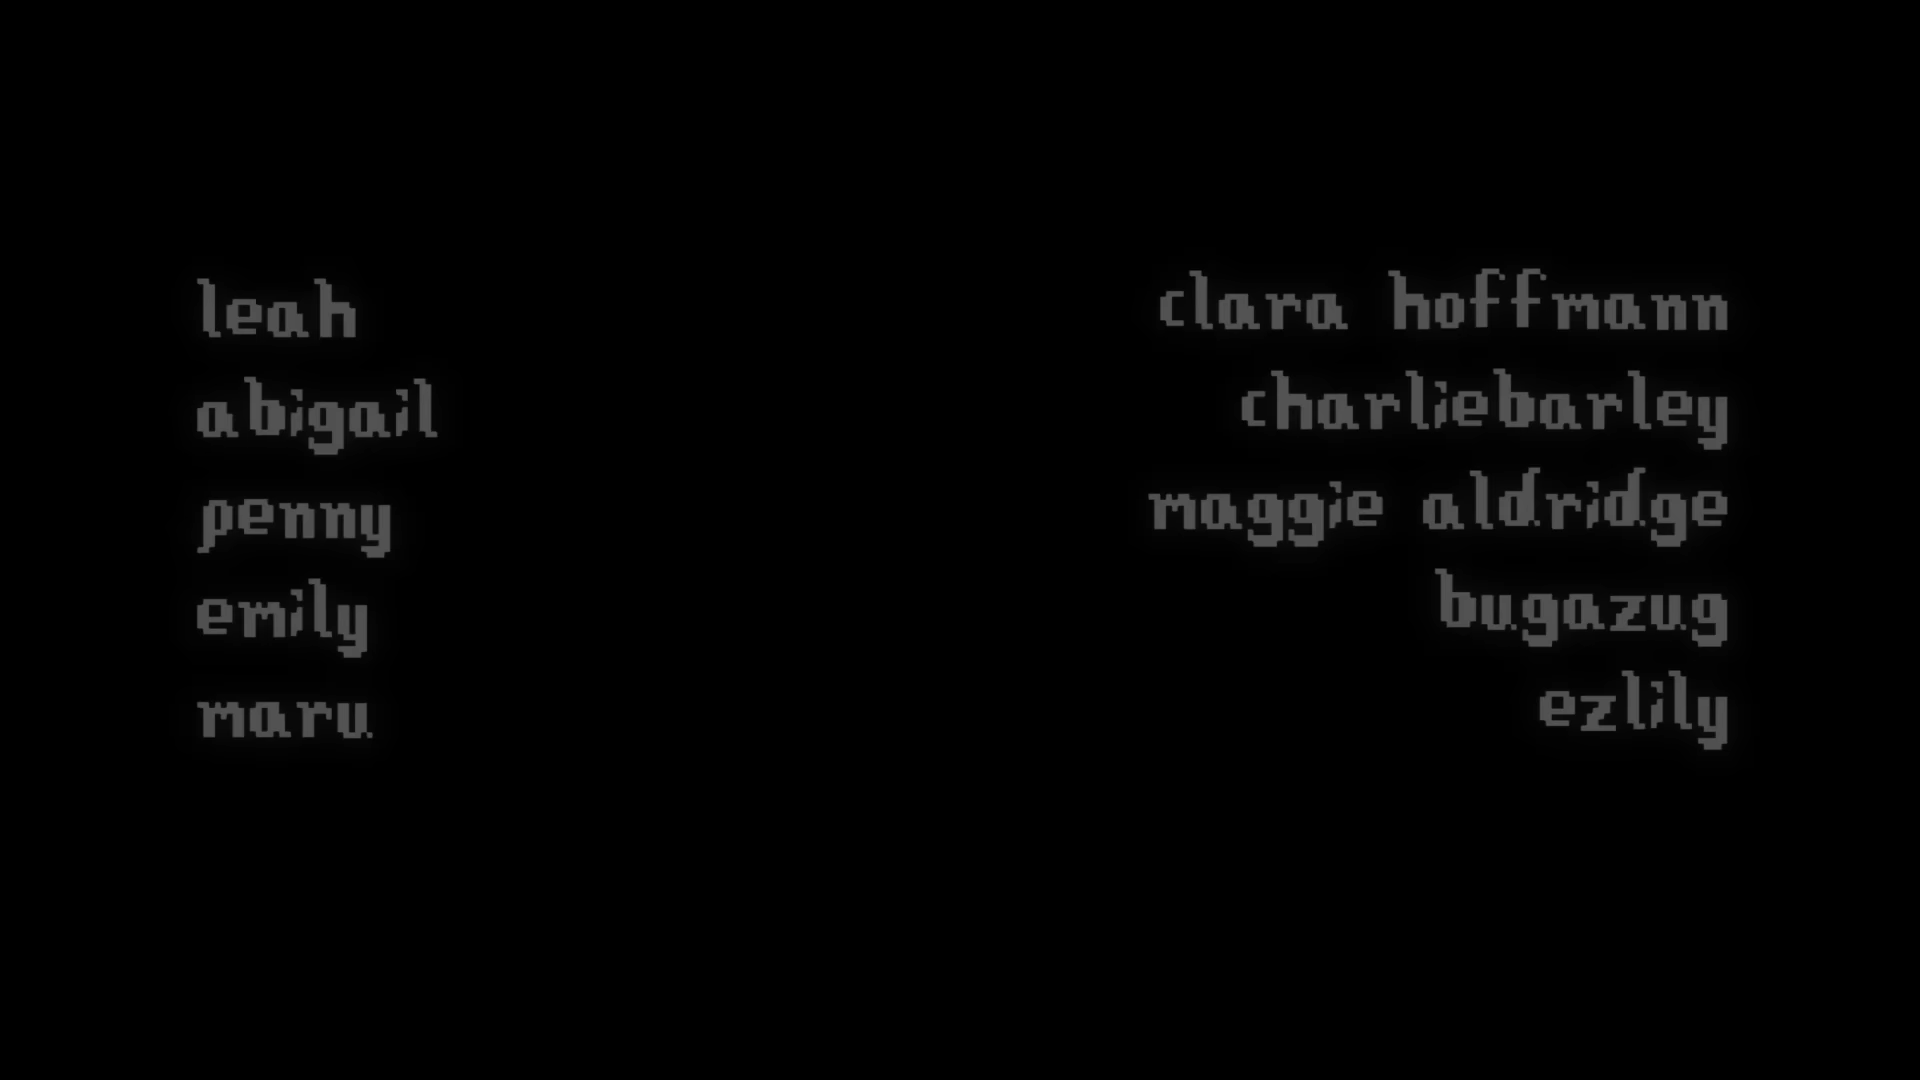 leah clara hoffmann
abigail charliebarley
penny maggie aldridge
emily bugazug
maru ezlily